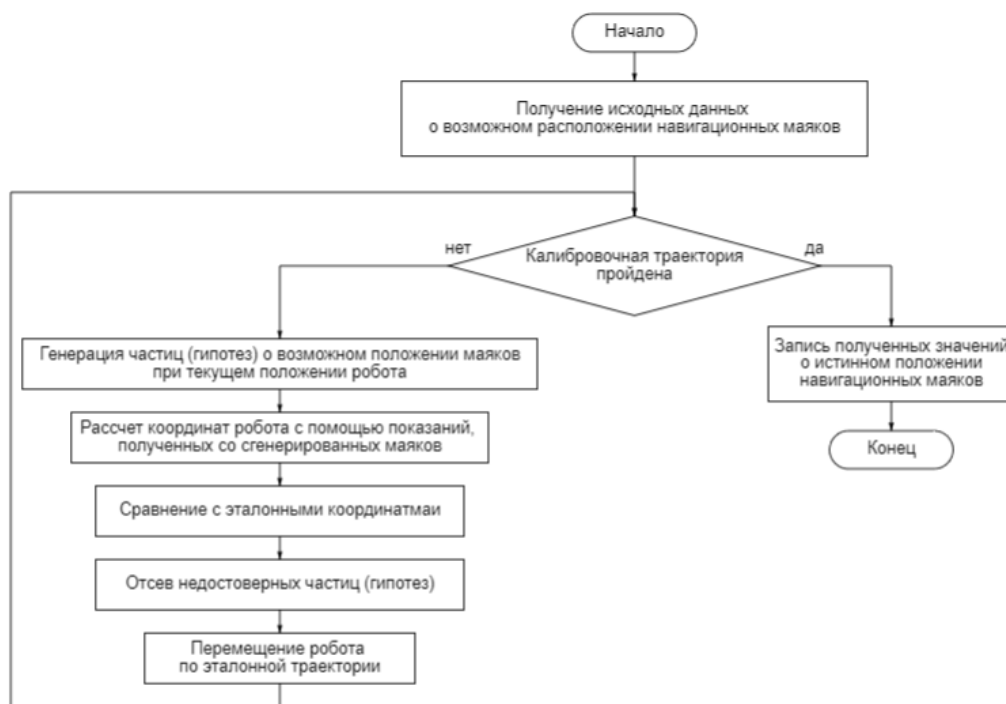 Начало
Получение исходных данных
о возможном расположении навигационных маяков
нет
Калибровочная траектория
пройдена
да
Генерация частиц (гипотез) о возможном положении маяков
при текущем положении робота
Рассчет координат робота с помощью показаний,
полученных со сгенерированных маяков
Сравнение с эталонными координатмаи
Отсев недостоверных частиц (гипотез)
Перемещение робота
по эталонной траектории
Запись полученных значений
о истинном положении
навигационных маяков
Конец